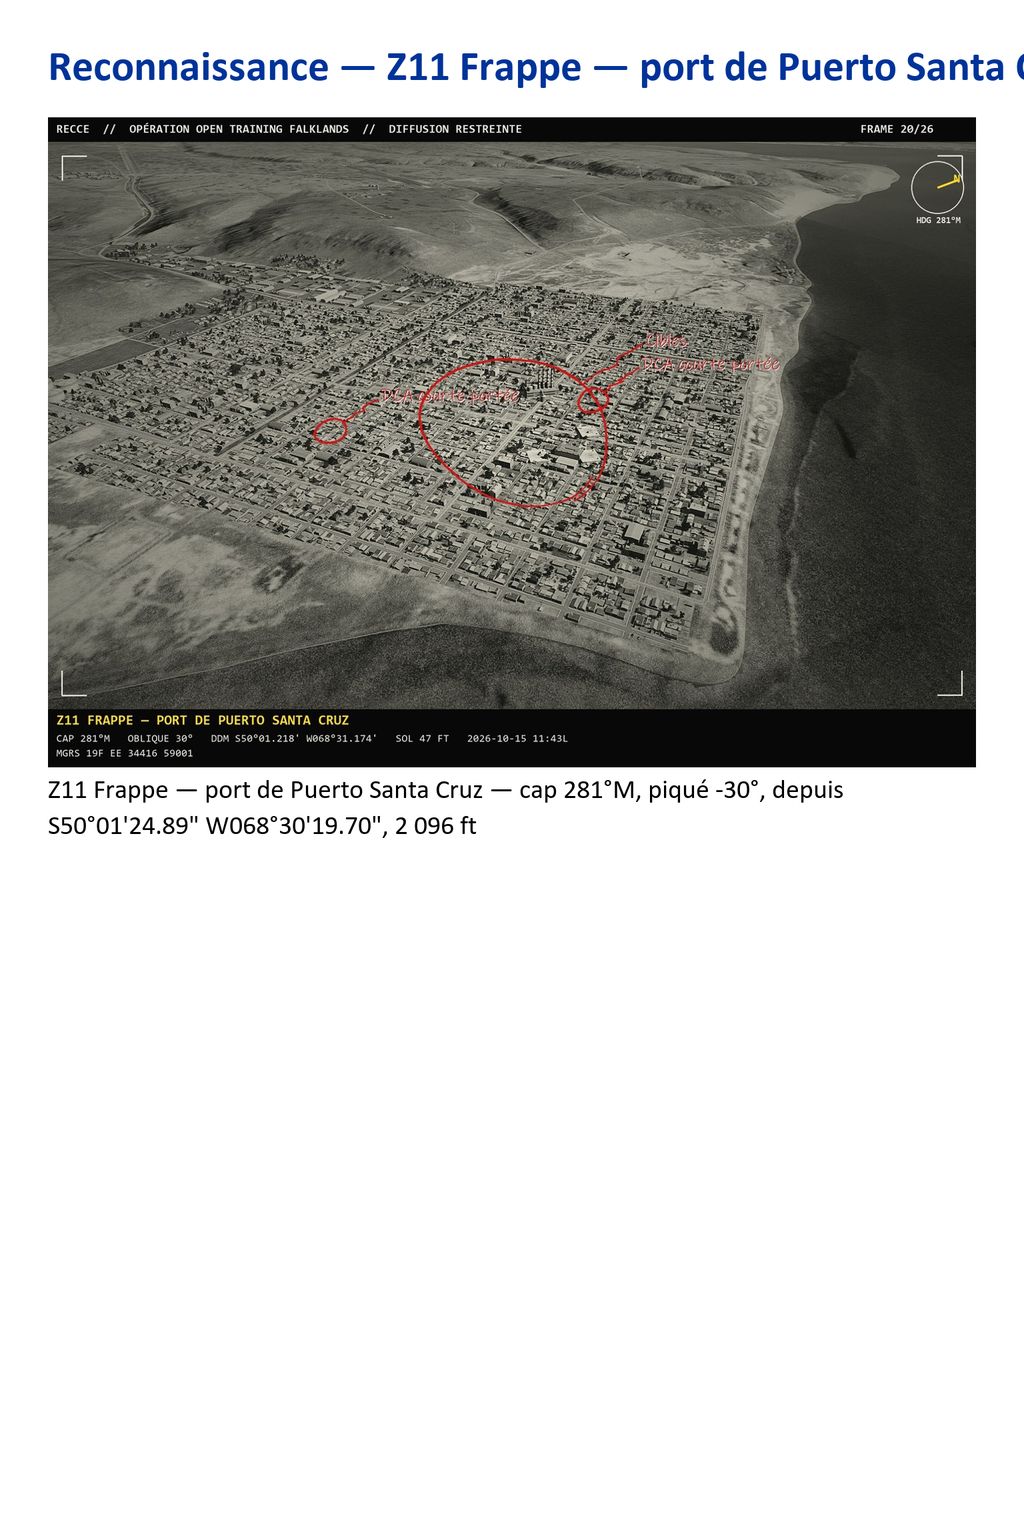 Reconnaissance — Z11 Frappe — port de Puerto Santa
RECCE // OPÉRATION OPEN TRAINING FALKLANDS // DIFFUSION RESTREINTE
FRAME 20/26
N
HDG 281°M
Cibles
DCA courte portée
DCA courte portée
Z11 FRAPPE — PORT DE PUERTO SANTA CRUZ
CAP 281°M OBLIQUE 30° DDM S50°01.218' W068°31.174' SOL 47 FT 2026-10-15 11:43L
MGRS 19F EE 34416 59001
Z11 Frappe — port de Puerto Santa Cruz — cap 281°M, piqué -30°, depuis
S50°01'24.89" W068°30'19.70", 2 096 ft